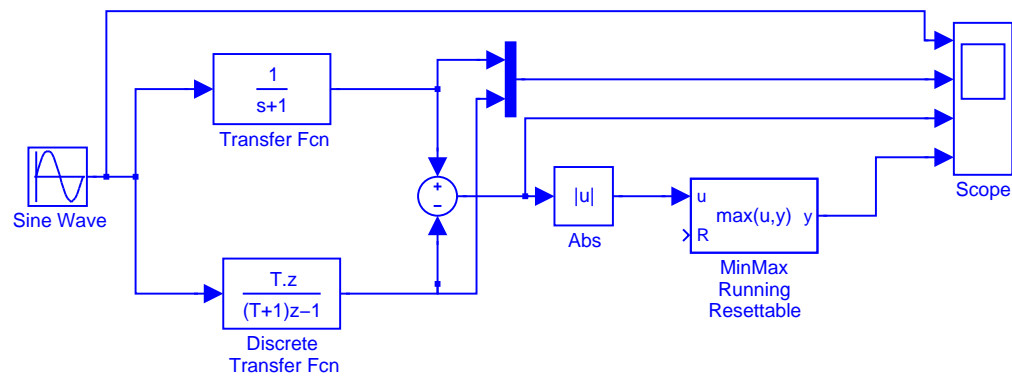 1
s+1
Transfer Fcn
Sine Wave
+
−
|u|
Abs
u
max(u,y)
y
R
MinMax
Running
Resettable
Scope
T.z
(T+1)z−1
Discrete
Transfer Fcn